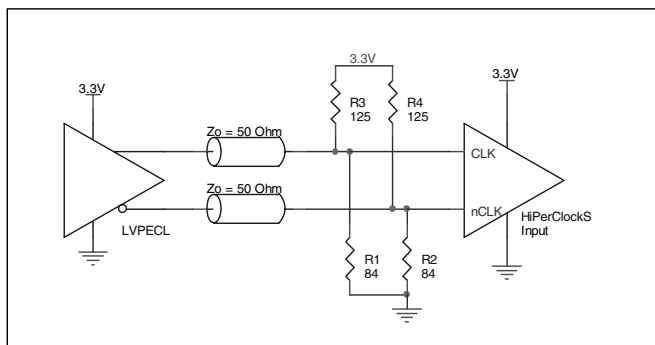 3.3V
3.3V
3.3V
R3
125
R4
125
Zo = 50 Ohm
CLK
Zo = 50 Ohm
nCLK
HiPerClockS
Input
LVPECL
R1
84
R2
84